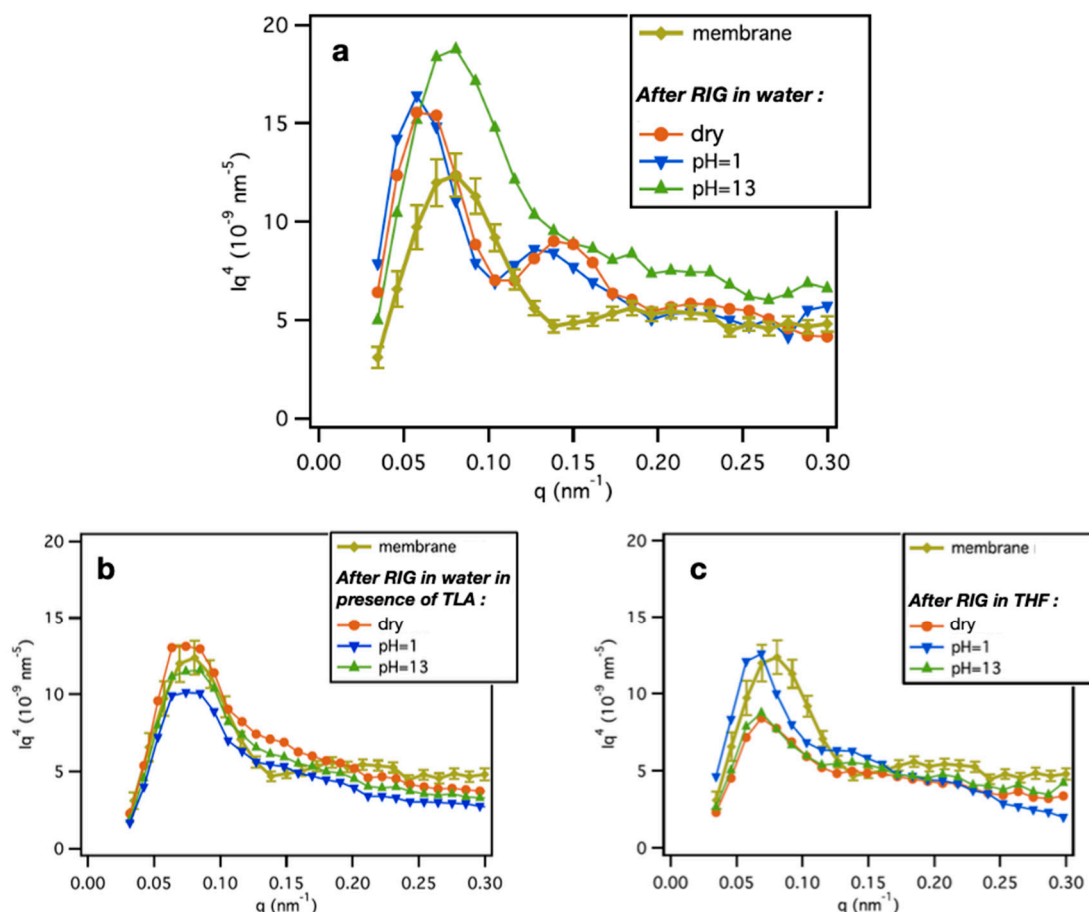 a
20
15
10
5
0
Iq⁴ (10⁻⁹ nm⁻⁵)
membrane
After RIG in water :
dry
pH=1
pH=13
0.00 0.05 0.10 0.15 0.20 0.25 0.30
q (nm⁻¹)
b
20
15
10
5
0
Iq⁴ (10⁻⁹ nm⁻⁵)
membrane
After RIG in water in
presence of TLA :
dry
pH=1
pH=13
0.00 0.05 0.10 0.15 0.20 0.25 0.30
q (nm⁻¹)
c
20
15
10
5
0
Iq⁴ (10⁻⁹ nm⁻⁵)
membrane
After RIG in THF :
dry
pH=1
pH=13
0.00 0.05 0.10 0.15 0.20 0.25 0.30
q (nm⁻¹)